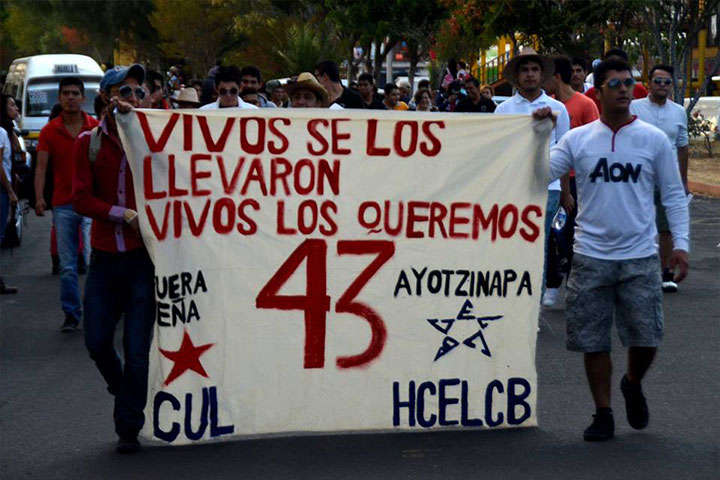 VIVOS SE LOS
LLEVARON
VIVOS LOS QUEREMOS
UERA
EÑA
43
AYOTZINAPA
CUL
HCELCB
AON